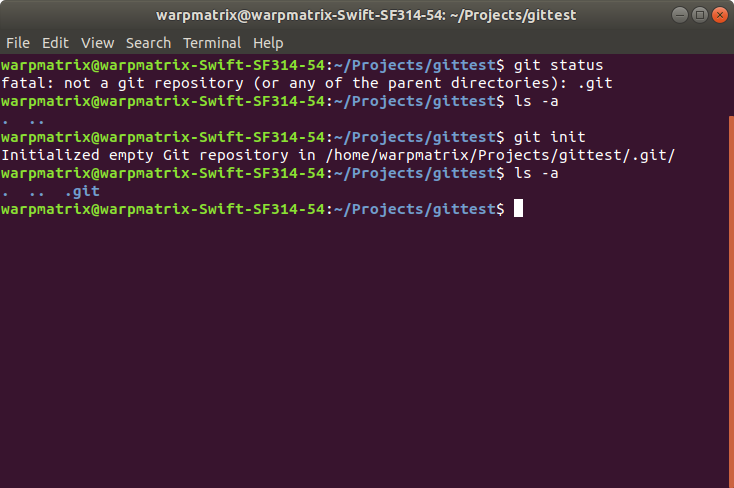 warpmatrix@warpmatrix-Swift-SF314-54: ~/Projects/gittest
File Edit View Search Terminal Help
warpmatrix@warpmatrix-Swift-SF314-54:~/Projects/gittest$ git status
fatal: not a git repository (or any of the parent directories): .git
warpmatrix@warpmatrix-Swift-SF314-54:~/Projects/gittest$ ls -a
.  ..
warpmatrix@warpmatrix-Swift-SF314-54:~/Projects/gittest$ git init
Initialized empty Git repository in /home/warpmatrix/Projects/gittest/.git/
warpmatrix@warpmatrix-Swift-SF314-54:~/Projects/gittest$ ls -a
.  ..  .git
warpmatrix@warpmatrix-Swift-SF314-54:~/Projects/gittest$